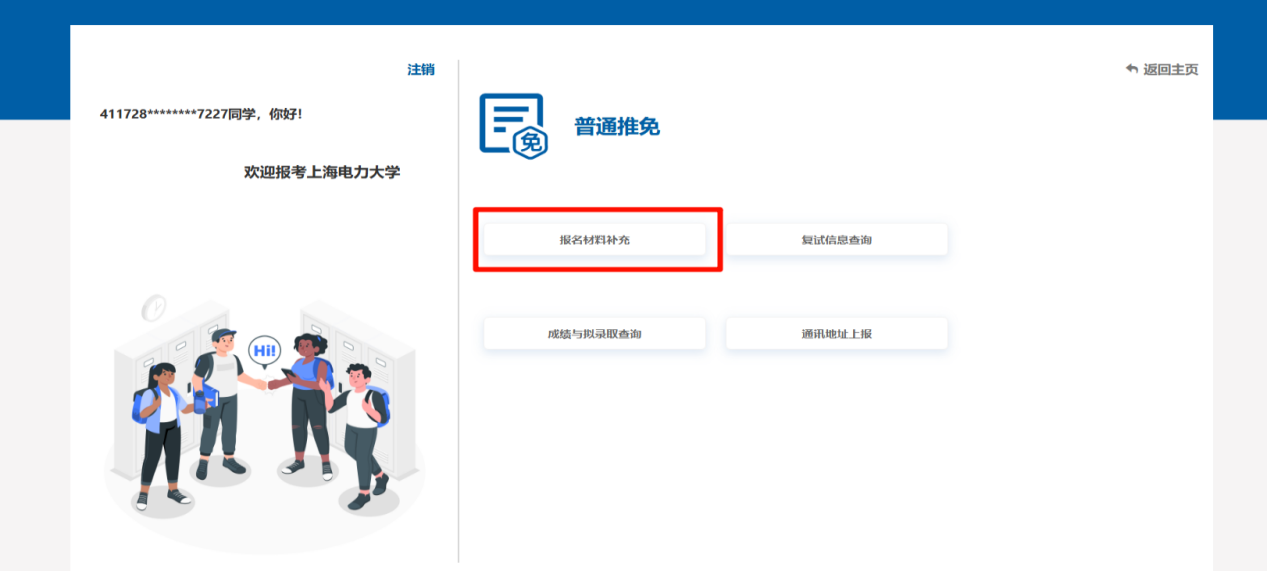 注销
返回主页
411728********7227同学，你好！
免
普通推免
欢迎报考上海电力大学
报名材料补充
复试信息查询
Hi!
成绩与拟录取查询
通讯地址上报